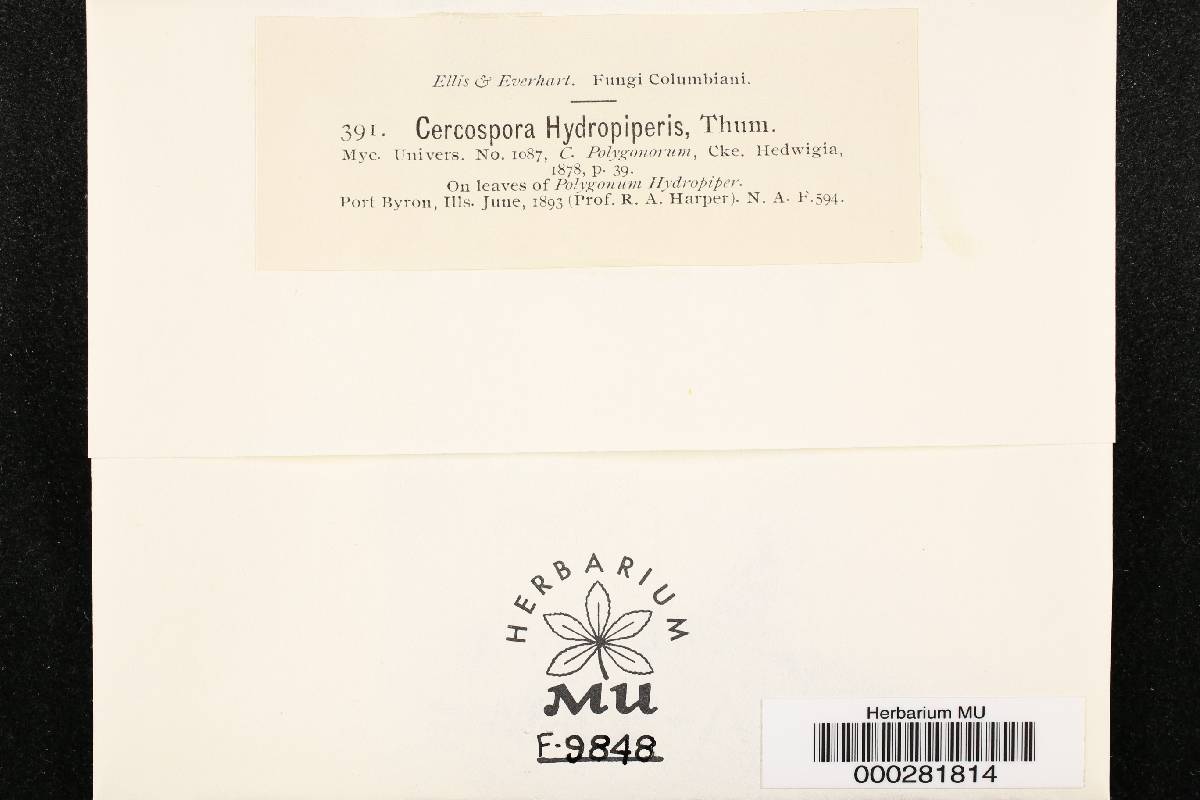 Ellis & Everhart. Fungi Columbiani.
391. Cercospora Hydropiperis, Thum.
Myc. Univers. No. 1087, C. Polygonorum, Cke. Hedwigia,
1878, p. 39.
On leaves of Polygonum Hydropiper.
Port Byron, Ills. June, 1893 (Prof. R. A. Harper). N. A. F. 594.
HERBARIUM
MU
F-9848
Herbarium MU
000281814